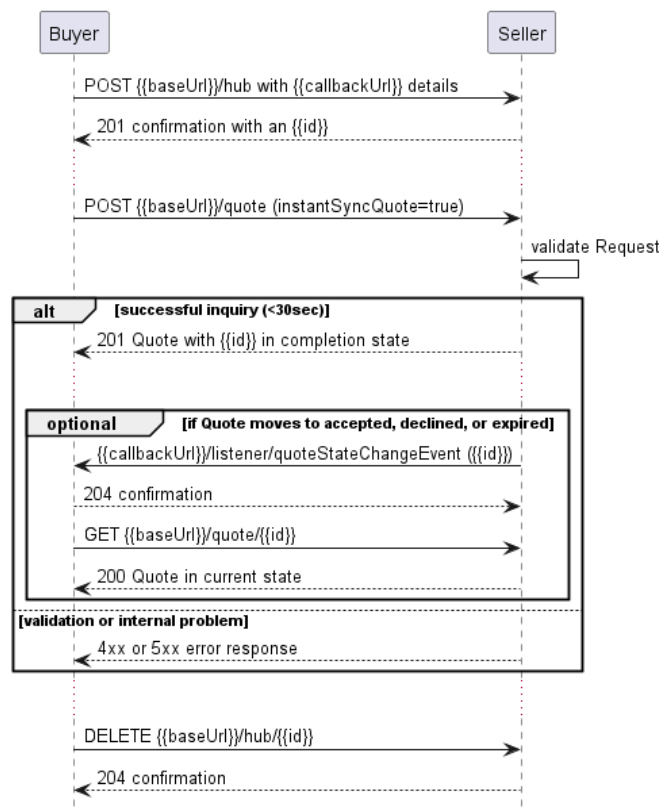 Buyer
Seller
POST {{baseUrl}}/hub with {{callbackUrl}} details
201 confirmation with an {{id}}
POST {{baseUrl}}/quote (instantSyncQuote=true)
validate Request
alt
[successful inquiry (<30sec)]
201 Quote with {{id}} in completion state
optional
[if Quote moves to accepted, declined, or expired]
{{callbackUrl}}/listener/quoteStateChangeEvent ({{id}})
204 confirmation
GET {{baseUrl}}/quote/{{id}}
200 Quote in current state
[validation or internal problem]
4xx or 5xx error response
DELETE {{baseUrl}}/hub/{{id}}
204 confirmation